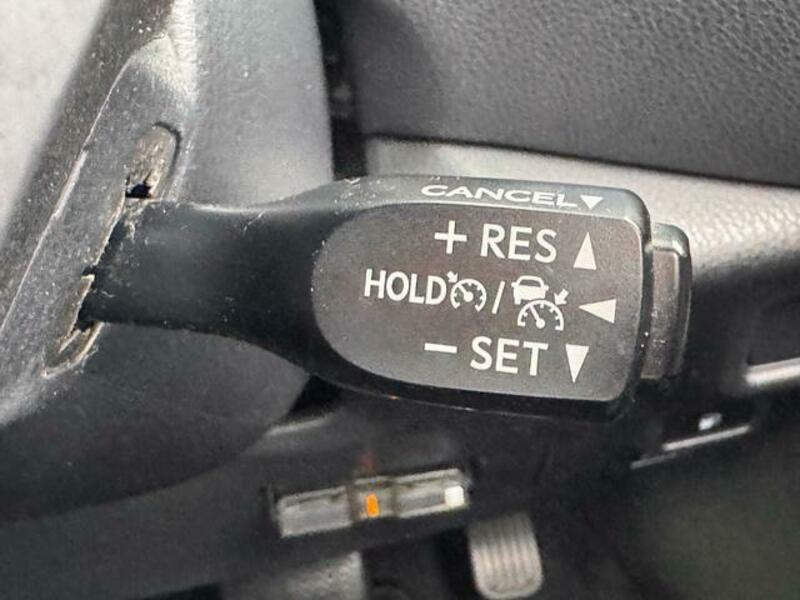 CANCEL▼
+ RES ▲
HOLD / ◀
− SET ▼